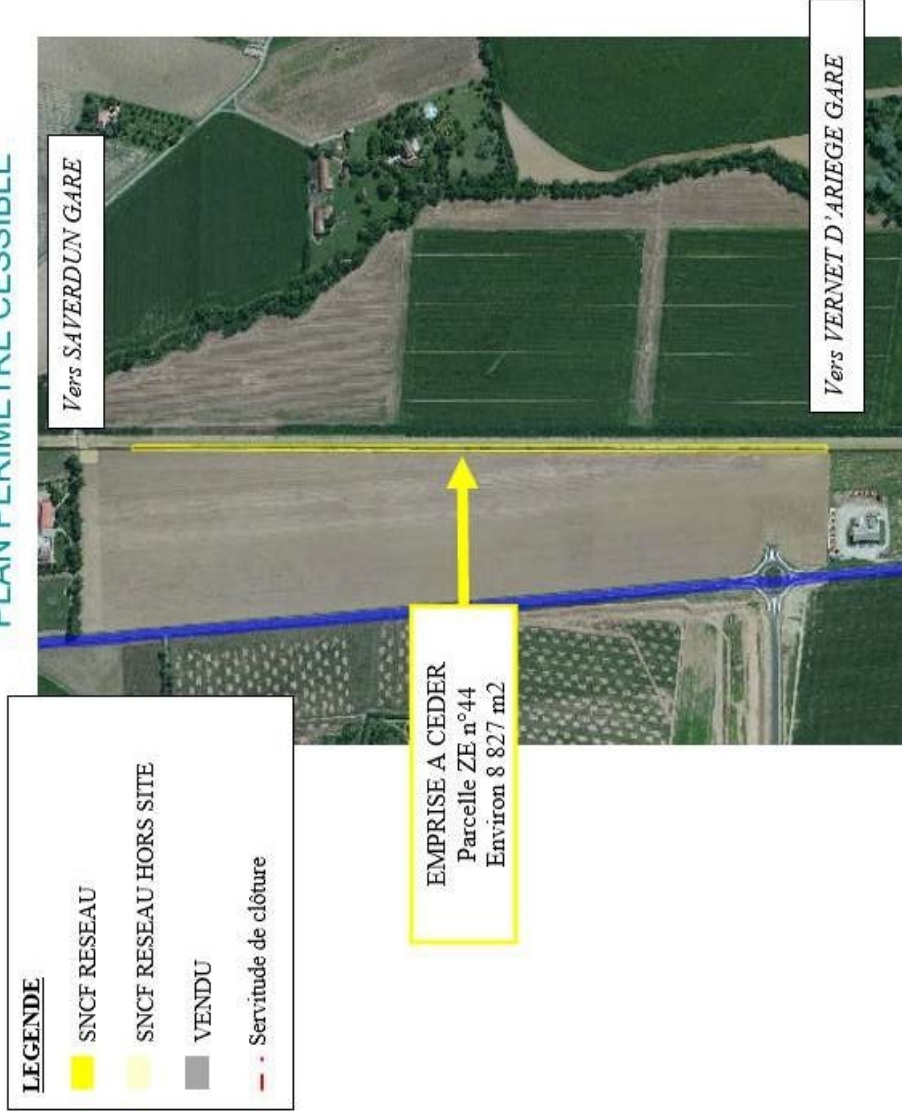 PLAN PERIMETRE CESSIBLE
LEGENDE
SNCF RESEAU
SNCF RESEAU HORS SITE
VENDU
Servitude de clôture
EMPRISE A CEDER
Parcelle ZE n°44
Environ 8 827 m2
Vers SAVERDUN GARE
Vers VERNET D'ARIEGE GARE